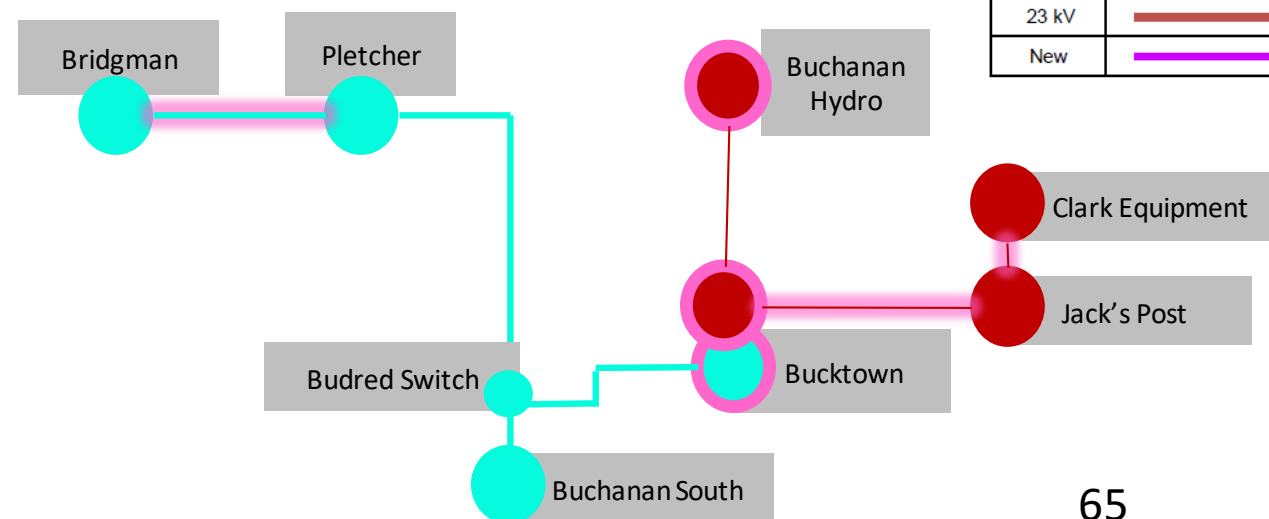 23 kV
New
Bridgman
Pletcher
Buchanan
Hydro
Clark Equipment
Jack’s Post
Budred Switch
Bucktown
Buchanan South
65